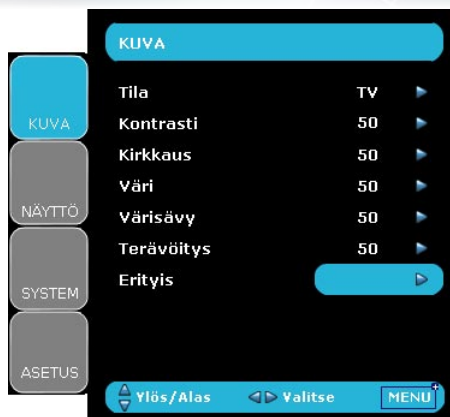 KUVA
KUVA
NÄYTTÖ
SYSTEM
ASETUS
Tila TV
Kontrasti 50
Kirkkaus 50
Väri 50
Värisävy 50
Terävöitys 50
Erityis
Ylös/Alas Valitse MENU